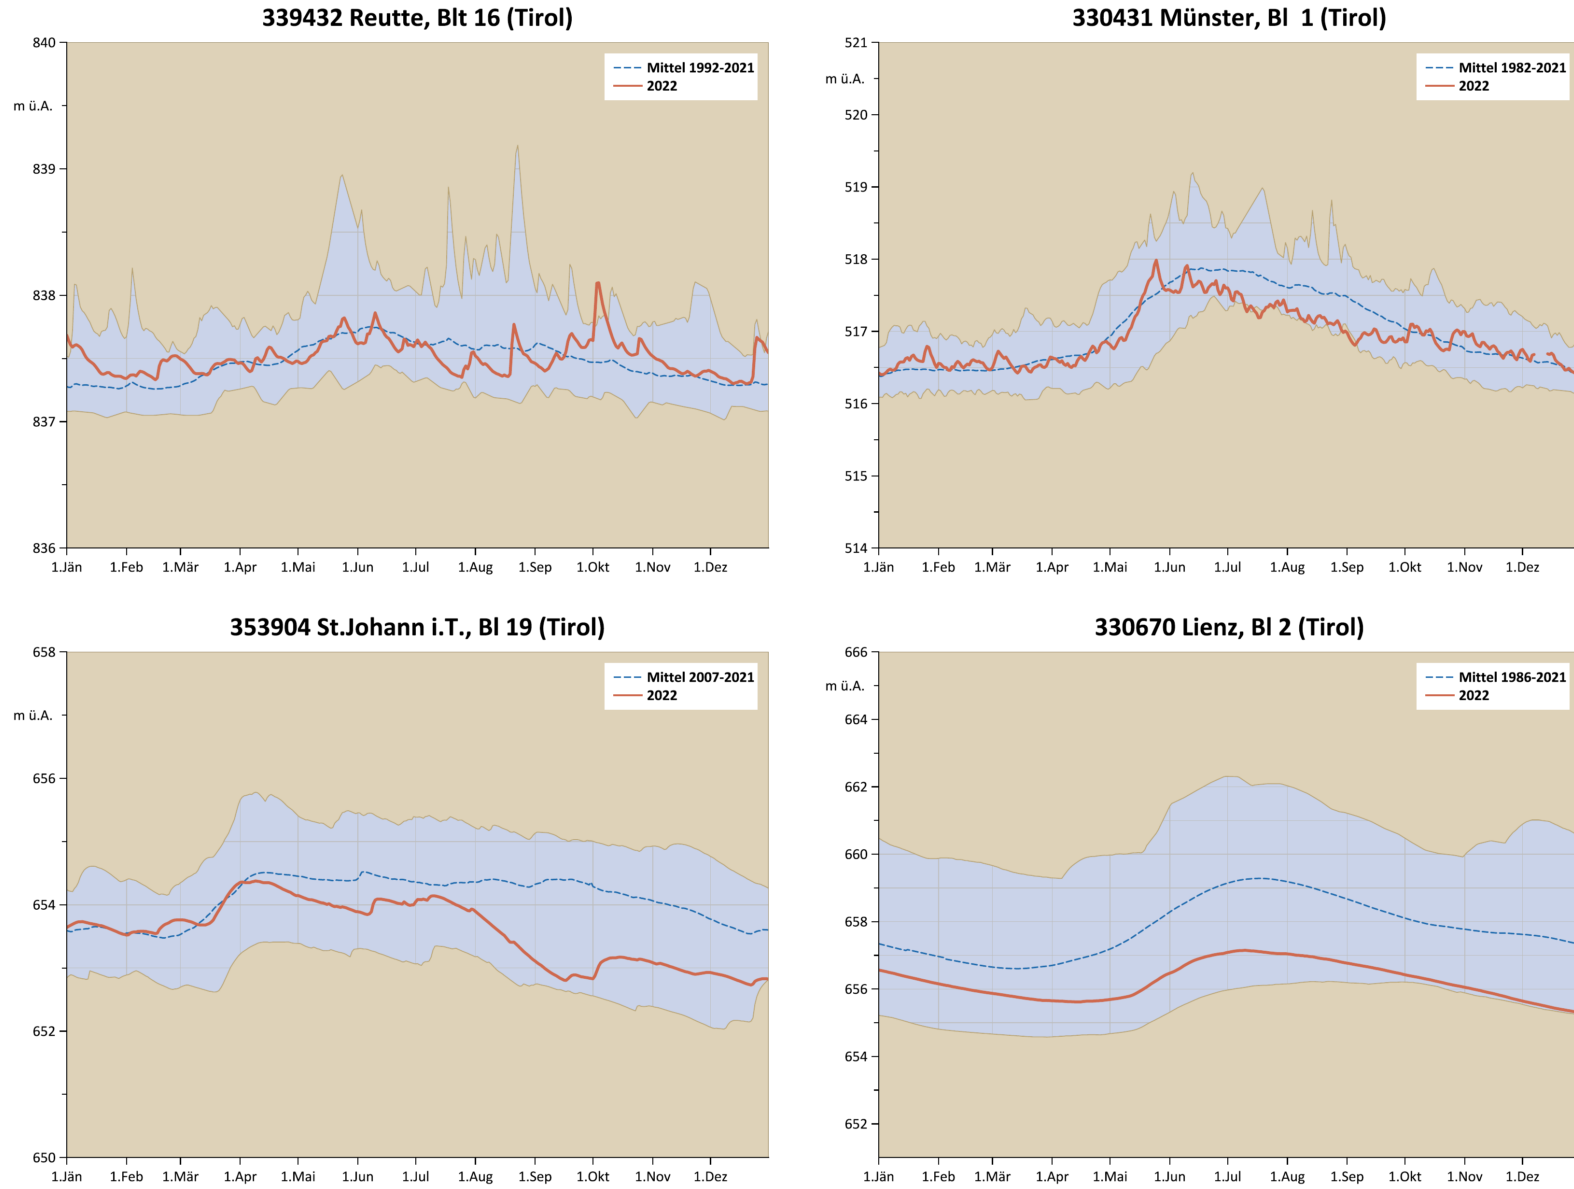 339432 Reutte, Blt 16 (Tirol)
840
m ü.A.
839
838
837
836
Mittel 1992-2021
2022
1.Jän 1.Feb 1.Mär 1.Apr 1.Mai 1.Jun 1.Jul 1.Aug 1.Sep 1.Okt 1.Nov 1.Dez
330431 Münster, Bl 1 (Tirol)
521
m ü.A.
520
519
518
517
516
515
514
Mittel 1982-2021
2022
1.Jän 1.Feb 1.Mär 1.Apr 1.Mai 1.Jun 1.Jul 1.Aug 1.Sep 1.Okt 1.Nov 1.Dez
353904 St.Johann i.T., Bl 19 (Tirol)
658
m ü.A.
656
654
652
650
Mittel 2007-2021
2022
1.Jän 1.Feb 1.Mär 1.Apr 1.Mai 1.Jun 1.Jul 1.Aug 1.Sep 1.Okt 1.Nov 1.Dez
330670 Lienz, Bl 2 (Tirol)
666
m ü.A.
664
662
660
658
656
654
652
Mittel 1986-2021
2022
1.Jän 1.Feb 1.Mär 1.Apr 1.Mai 1.Jun 1.Jul 1.Aug 1.Sep 1.Okt 1.Nov 1.Dez